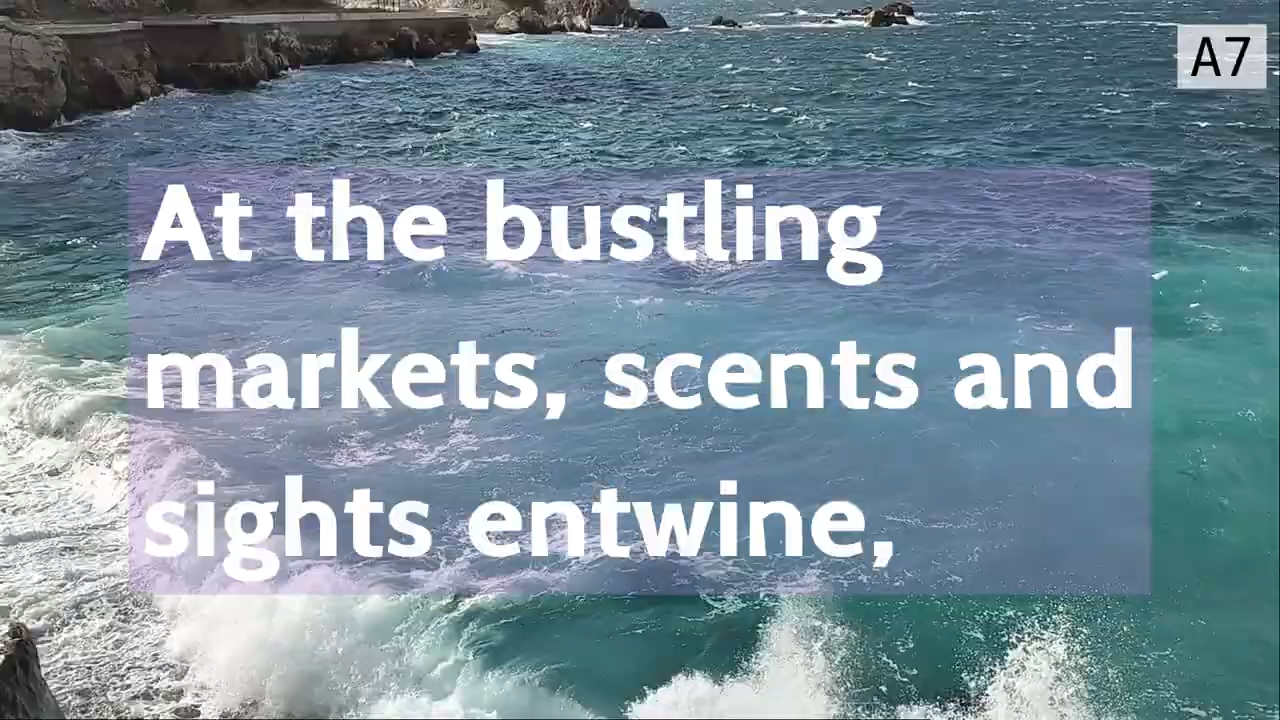 A7
At the bustling
markets, scents and
sights entwine,